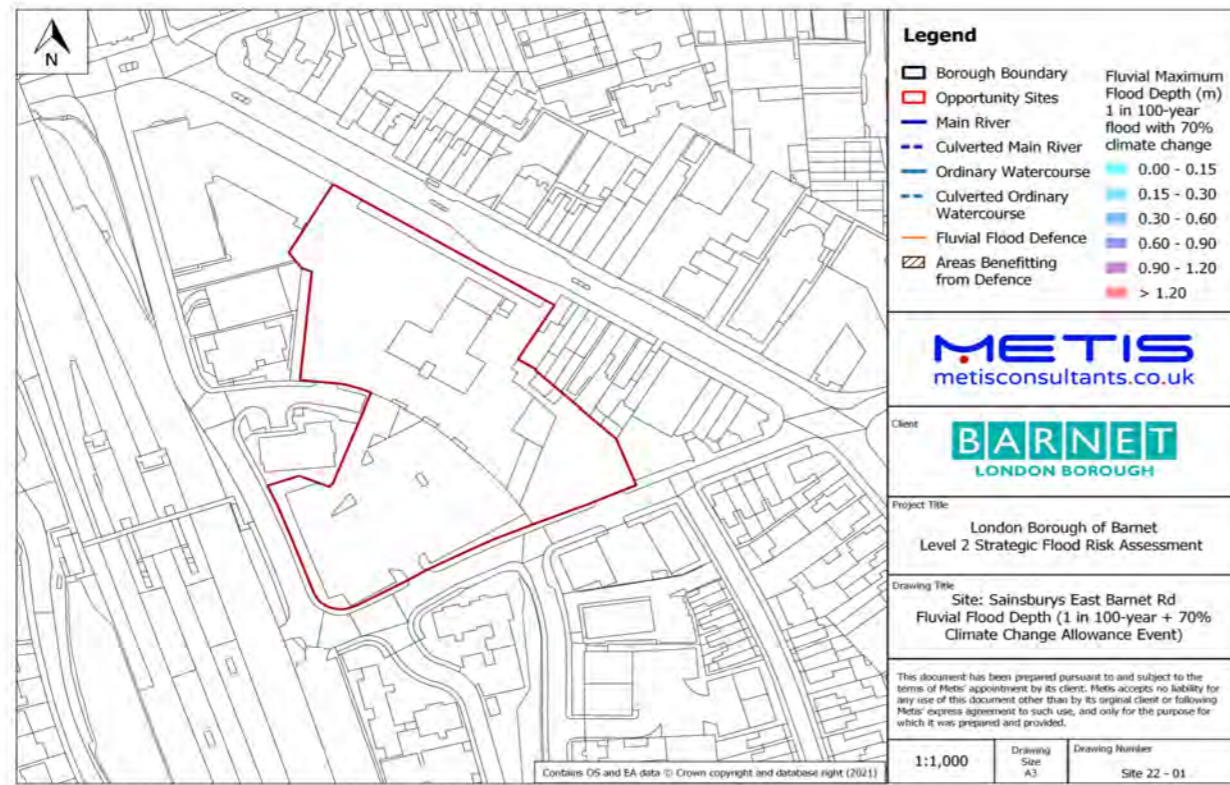 N
Legend
Borough Boundary
Opportunity Sites
Main River
Culverted Main River
Ordinary Watercourse
Culverted Ordinary
Watercourse
Fluvial Flood Defence
Areas Benefitting
from Defence
Fluvial Maximum
Flood Depth (m)
1 in 100-year
flood with 70%
climate change
0.00 - 0.15
0.15 - 0.30
0.30 - 0.60
0.60 - 0.90
0.90 - 1.20
> 1.20
METIS
metisconsultants.co.uk
Client
BARNET
LONDON BOROUGH
Project Title
London Borough of Barnet
Level 2 Strategic Flood Risk Assessment
Drawing Title
Site: Sainsburys East Barnet Rd
Fluvial Flood Depth (1 in 100-year + 70%
Climate Change Allowance Event)
This document has been prepared pursuant to and subject to the
terms of Metis' appointment by its client. Metis accepts no liability for
any use of this document other than by its orginal client or following
Metis' express agreement to such use, and only for the purpose for
which it was prepared and provided.
1:1,000
Drawing
Size
A3
Drawing Number
Site 22 - 01
Contains OS and EA data © Crown copyright and database right (2021)